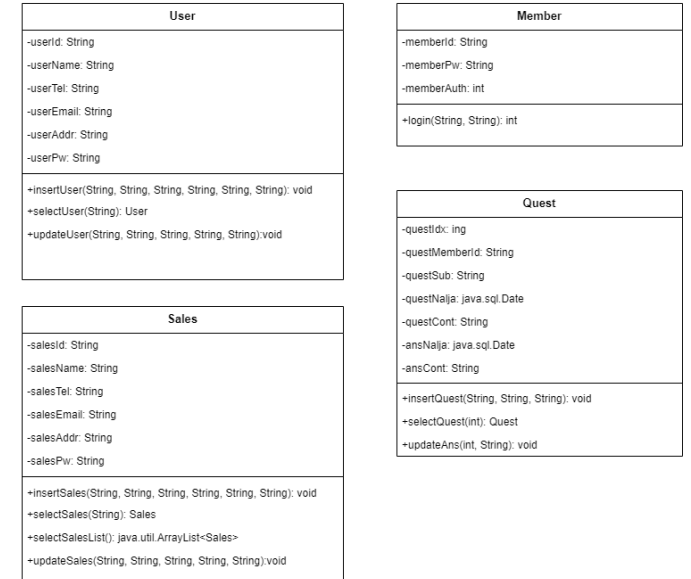 User
-userId: String
-userName: String
-userTel: String
-userEmail: String
-userAddr: String
-userPw: String
+insertUser(String, String, String, String, String, String): void
+selectUser(String): User
+updateUser(String, String, String, String, String):void
Sales
-salesId: String
-salesName: String
-salesTel: String
-salesEmail: String
-salesAddr: String
-salesPw: String
+insertSales(String, String, String, String, String, String): void
+selectSales(String): Sales
+selectSalesList(): java.util.ArrayList<Sales>
+updateSales(String, String, String, String, String):void
Member
-memberId: String
-memberPw: String
-memberAuth: int
+login(String, String): int
Quest
-questIdx: ing
-questMemberId: String
-questSub: String
-questNalja: java.sql.Date
-questCont: String
-ansNalja: java.sql.Date
-ansCont: String
+insertQuest(String, String, String): void
+selectQuest(int): Quest
+updateAns(int, String): void